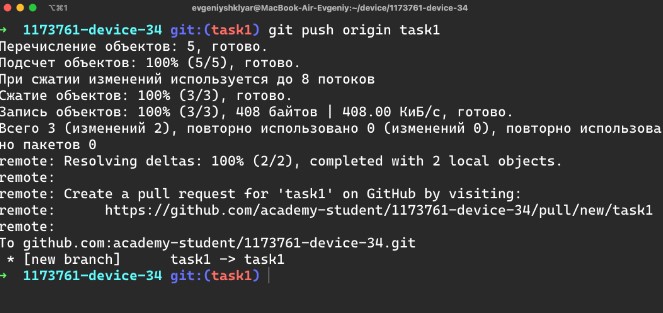 ⌥⌘1 evgeniyshklyar@MacBook-Air-Evgeniy:~/device/1173761-device-34
→ 1173761-device-34 git:(task1) git push origin task1
Перечисление объектов: 5, готово.
Подсчет объектов: 100% (5/5), готово.
При сжатии изменений используется до 8 потоков
Сжатие объектов: 100% (3/3), готово.
Запись объектов: 100% (3/3), 408 байтов | 408.00 КиБ/с, готово.
Всего 3 (изменений 2), повторно использовано 0 (изменений 0), повторно использова
но пакетов 0
remote: Resolving deltas: 100% (2/2), completed with 2 local objects.
remote:
remote: Create a pull request for 'task1' on GitHub by visiting:
remote:      https://github.com/academy-student/1173761-device-34/pull/new/task1
remote:
To github.com:academy-student/1173761-device-34.git
 * [new branch]      task1 -> task1
→ 1173761-device-34 git:(task1)